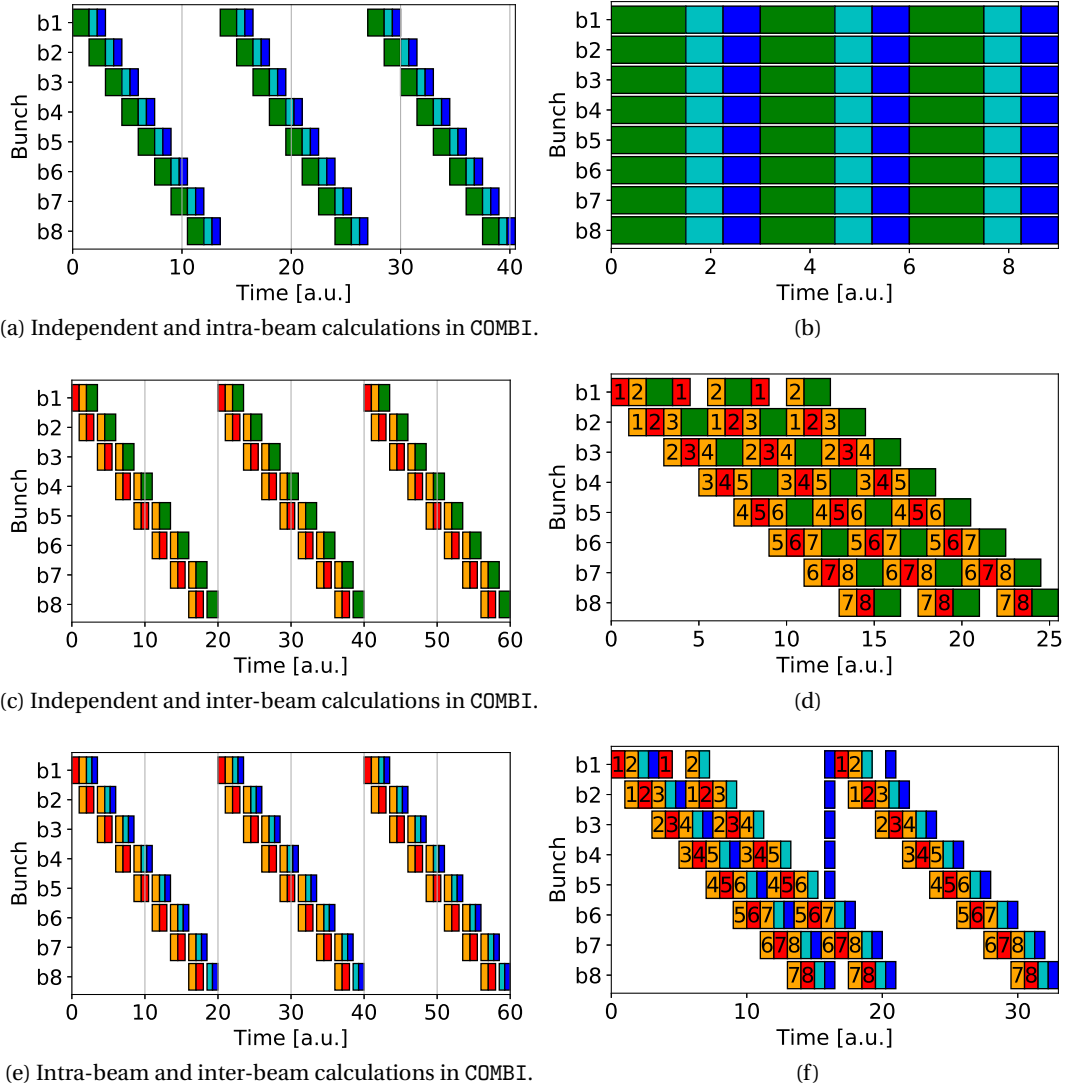 b1
b2
b3
b4
b5
b6
b7
b8
Bunch
0 10 20 30 40
Time [a.u.]
(a) Independent and intra-beam calculations in COMBI.
b1
b2
b3
b4
b5
b6
b7
b8
Bunch
0 2 4 6 8
Time [a.u.]
(b)
b1
b2
b3
b4
b5
b6
b7
b8
Bunch
0 10 20 30 40 50 60
Time [a.u.]
(c) Independent and inter-beam calculations in COMBI.
b1 1 2 1 2 1 2
b2 1 2 3 1 2 3 1 2 3
b3 2 3 4 2 3 4 2 3 4
b4 3 4 5 3 4 5 3 4 5
b5 4 5 6 4 5 6 4 5 6
b6 5 6 7 5 6 7 5 6 7
b7 6 7 8 6 7 8 6 7 8
b8 7 8 7 8 7 8
Bunch
0 5 10 15 20 25
Time [a.u.]
(d)
b1
b2
b3
b4
b5
b6
b7
b8
Bunch
0 10 20 30 40 50 60
Time [a.u.]
(e) Intra-beam and inter-beam calculations in COMBI.
b1 1 2 1 2 1 2
b2 1 2 3 1 2 3 1 2 3
b3 2 3 4 2 3 4 2 3 4
b4 3 4 5 3 4 5 3 4 5
b5 4 5 6 4 5 6 4 5 6
b6 5 6 7 5 6 7 5 6 7
b7 6 7 8 6 7 8 6 7 8
b8 7 8 7 8 7 8
Bunch
0 10 20 30
Time [a.u.]
(f)